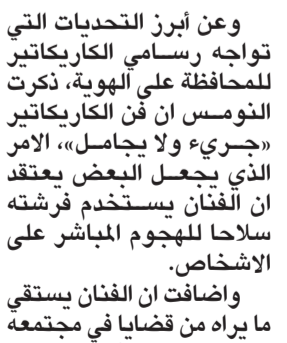 وعن أبرز التحديات التي
تواجه رسامي الكاريكاتير
للمحافظة على الهوية، ذكرت
النومس ان فن الكاريكاتير
«جريء ولا يجامل»، الامر
الذي يجعل البعض يعتقد
ان الفنان يستخدم فرشته
سلاحا للهجوم المباشر على
الاشخاص.
واضافت ان الفنان يستقي
ما يراه من قضايا في مجتمعه